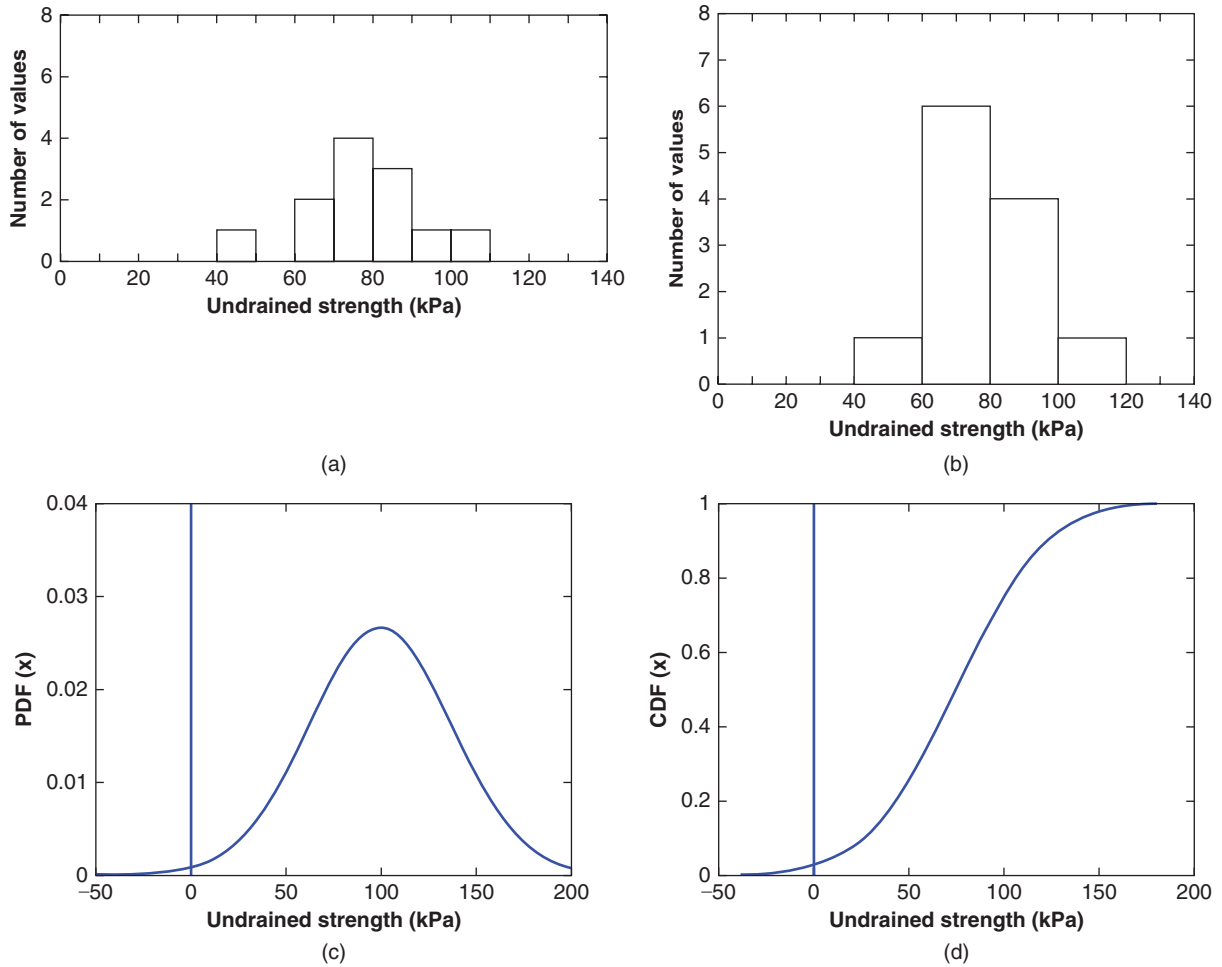 8
6
4
2
0
Number of values
0 20 40 60 80 100 120 140
Undrained strength (kPa)
(a)
8
7
6
5
4
3
2
1
0
Number of values
0 20 40 60 80 100 120 140
Undrained strength (kPa)
(b)
0.04
0.03
0.02
0.01
0
PDF (x)
−50 0 50 100 150 200
Undrained strength (kPa)
(c)
1
0.8
0.6
0.4
0.2
0
CDF (x)
−50 0 50 100 150 200
Undrained strength (kPa)
(d)